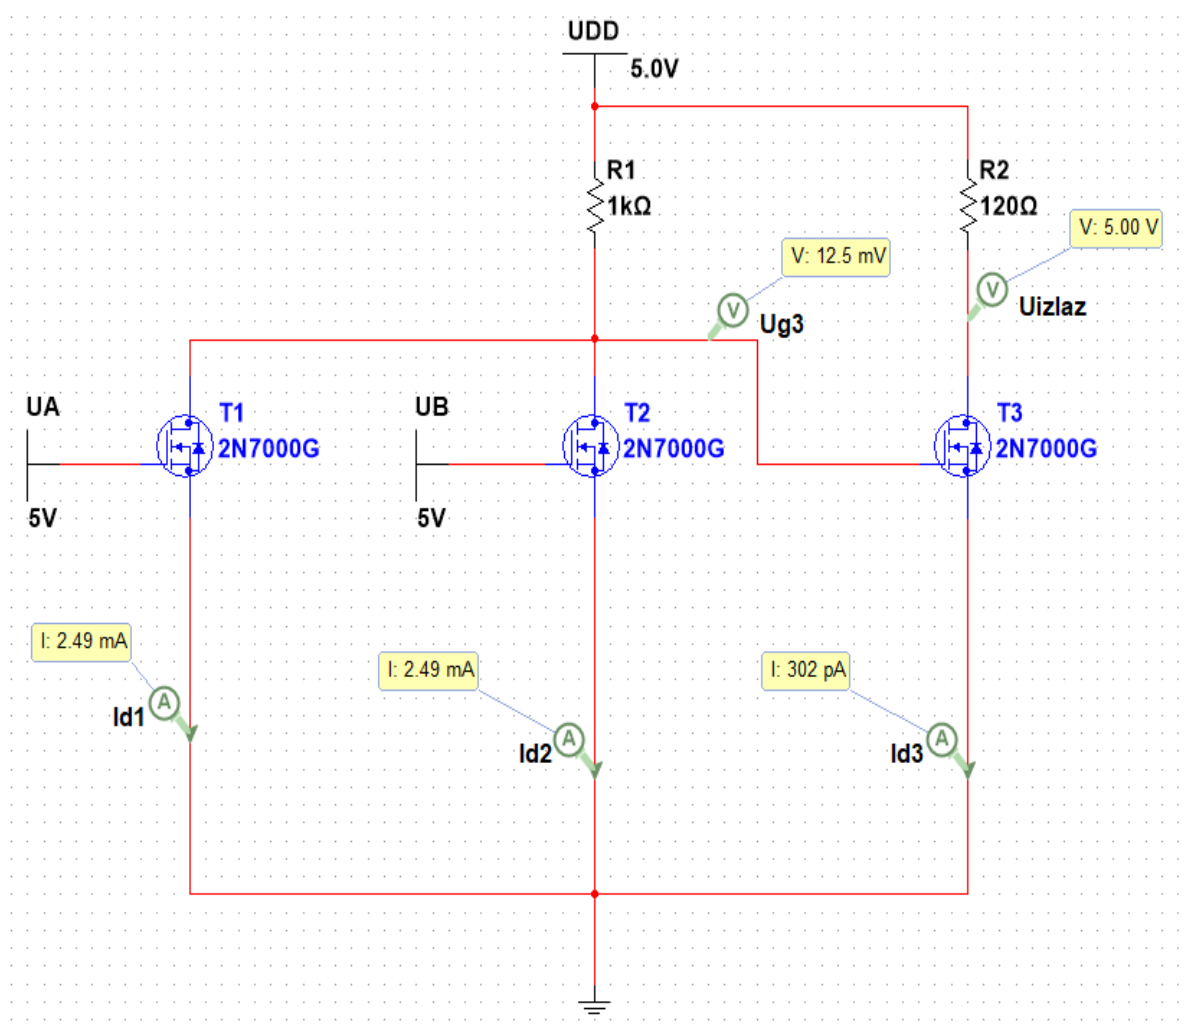 UDD
5.0V
R1
1kΩ
R2
120Ω
V: 5.00 V
V: 12.5 mV
Uizlaz
Ug3
UA
T1
2N7000G
5V
UB
T2
2N7000G
5V
T3
2N7000G
I: 2.49 mA
A
Id1
I: 2.49 mA
A
Id2
I: 302 pA
A
Id3
V
V